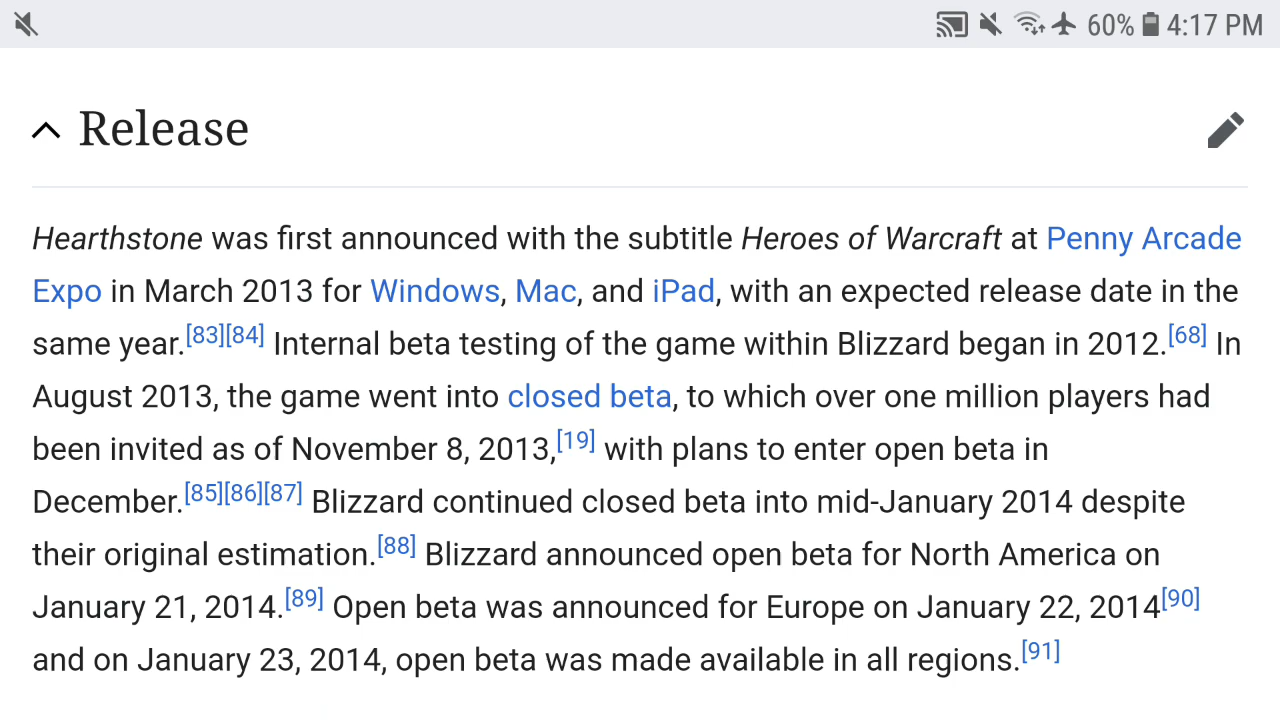 60% 4:17 PM
Release
Hearthstone was first announced with the subtitle Heroes of Warcraft at Penny Arcade
Expo in March 2013 for Windows, Mac, and iPad, with an expected release date in the
same year.[83][84] Internal beta testing of the game within Blizzard began in 2012.[68] In
August 2013, the game went into closed beta, to which over one million players had
been invited as of November 8, 2013,[19] with plans to enter open beta in
December.[85][86][87] Blizzard continued closed beta into mid-January 2014 despite
their original estimation.[88] Blizzard announced open beta for North America on
January 21, 2014.[89] Open beta was announced for Europe on January 22, 2014[90]
and on January 23, 2014, open beta was made available in all regions.[91]